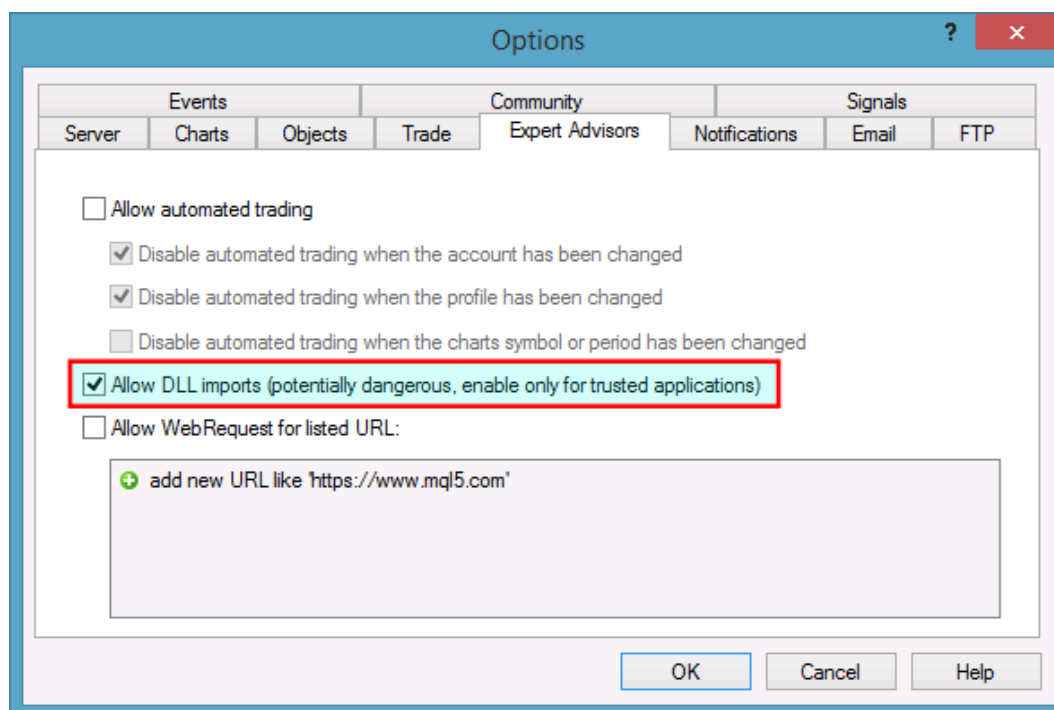 Options
?
×
Events Community Signals
Server Charts Objects Trade Expert Advisors Notifications Email FTP
Allow automated trading
Disable automated trading when the account has been changed
Disable automated trading when the profile has been changed
Disable automated trading when the charts symbol or period has been changed
Allow DLL imports (potentially dangerous, enable only for trusted applications)
Allow WebRequest for listed URL:
add new URL like 'https://www.mql5.com'
OK Cancel Help